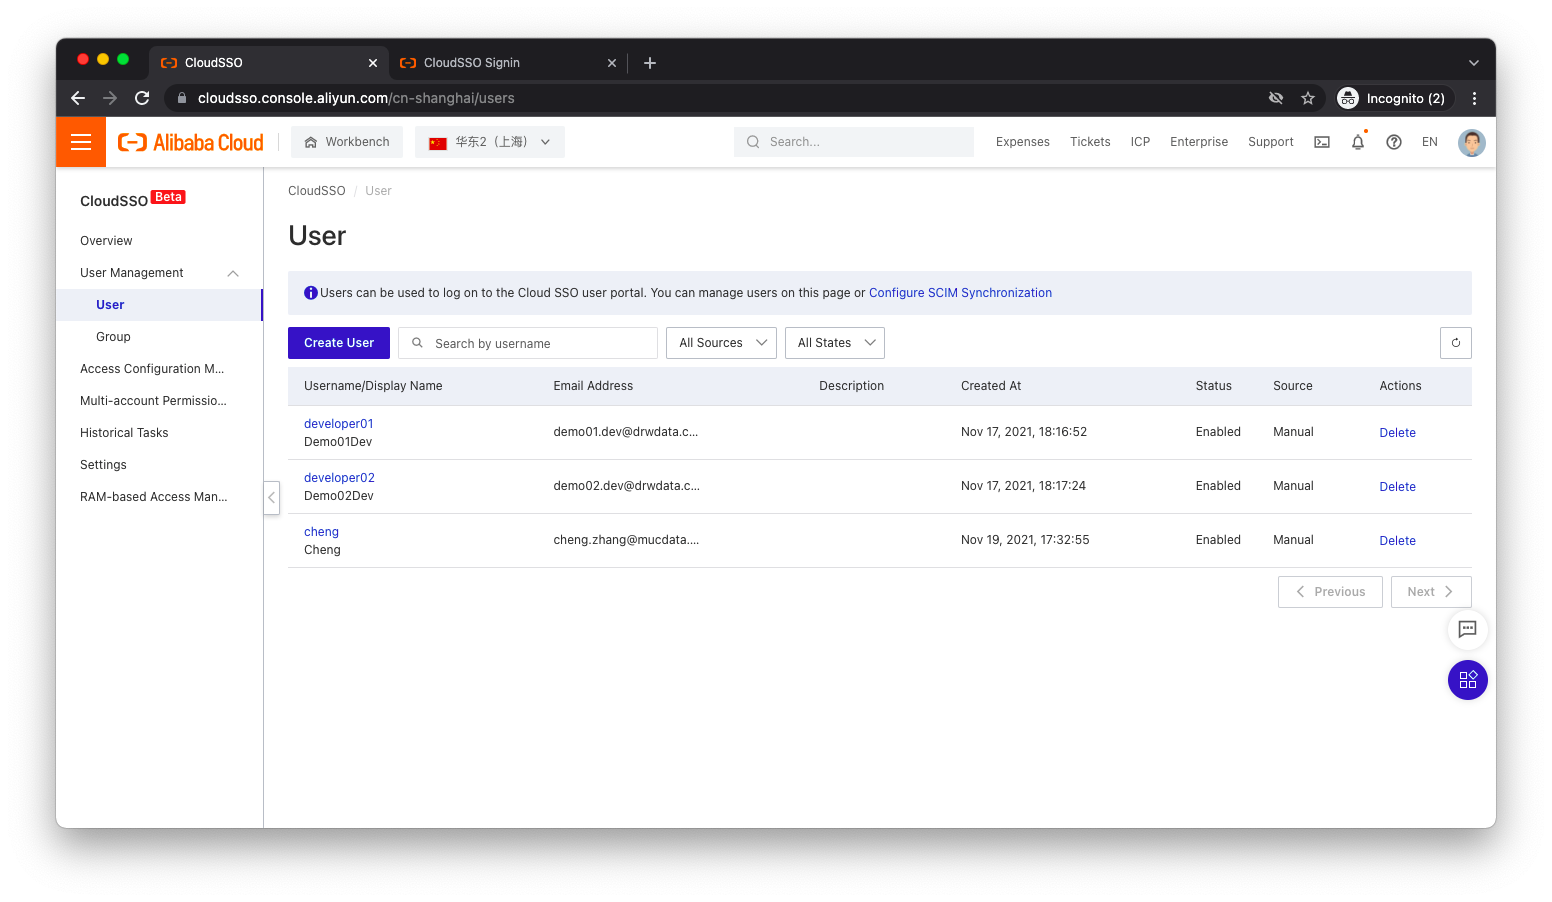 CloudSSO
CloudSSO Signin
cloudsso.console.aliyun.com/cn-shanghai/users
Incognito (2)
Alibaba Cloud
Workbench
华东2（上海）
Search...
Expenses
Tickets
ICP
Enterprise
Support
EN
CloudSSO Beta
Overview
User Management
User
Group
Access Configuration M...
Multi-account Permissio...
Historical Tasks
Settings
RAM-based Access Man...
CloudSSO / User
User
Users can be used to log on to the Cloud SSO user portal. You can manage users on this page or Configure SCIM Synchronization
Create User
Search by username
All Sources
All States
Username/Display Name Email Address Description Created At Status Source Actions
developer01
Demo01Dev
demo01.dev@drwdata.c... Nov 17, 2021, 18:16:52 Enabled Manual Delete
developer02
Demo02Dev
demo02.dev@drwdata.c... Nov 17, 2021, 18:17:24 Enabled Manual Delete
cheng
Cheng
cheng.zhang@mucdata.... Nov 19, 2021, 17:32:55 Enabled Manual Delete
Previous
Next